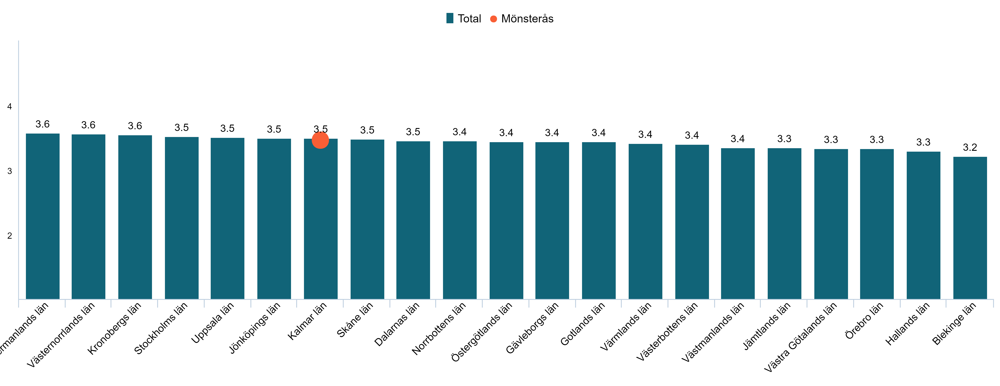 Total Mönsterås
4
3
2
3.6 3.6 3.6 3.5 3.5 3.5 3.5 3.5 3.5 3.4 3.4 3.4 3.4 3.4 3.4 3.4 3.3 3.3 3.3 3.3 3.2
ermanlands län
Västernorrlands län
Kronobergs län
Stockholms län
Uppsala län
Jönköpings län
Kalmar län
Skåne län
Dalarnas län
Norrbottens län
Östergötlands län
Gävleborgs län
Gotlands län
Värmlands län
Västerbottens län
Västmanlands län
Jämtlands län
Västra Götalands län
Örebro län
Hallands län
Blekinge län